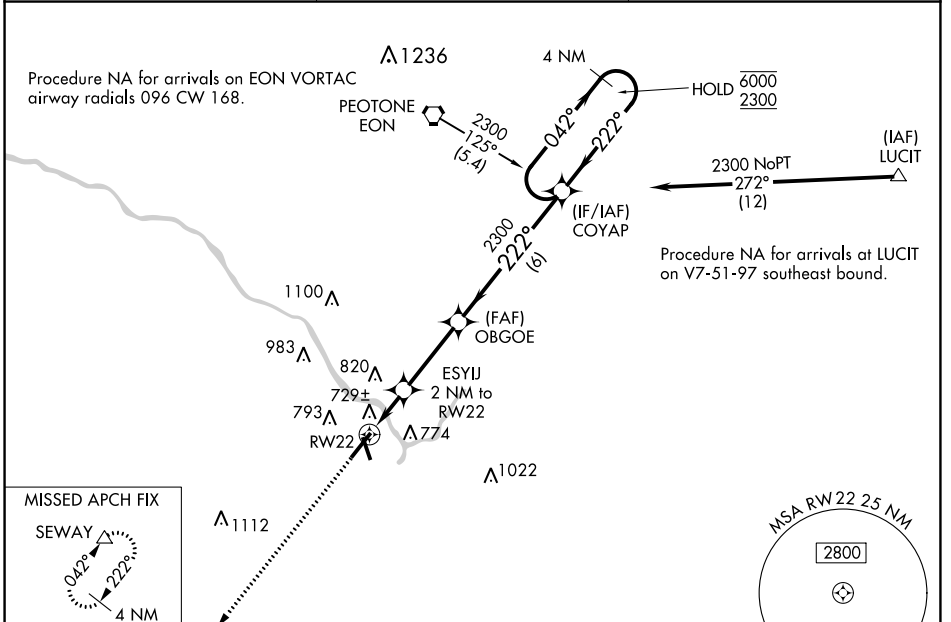 1236
4 NM
Procedure NA for arrivals on EON VORTAC
airway radials 096 CW 168.
HOLD 6000
2300
PEOTONE
EON
2300
125°
(5.4)
042°
222°
(IAF)
LUCIT
2300 NoPT
272°
(12)
(IF/IAF)
COYAP
2300
222°
(6)
Procedure NA for arrivals at LUCIT
on V7-51-97 southeast bound.
1100
(FAF)
OBGOE
983
820
ESYIJ
2 NM to
RW22
729±
793
RW22
774
1022
1112
MISSED APCH FIX
SEWAY
042°
222°
4 NM
MSA RW22 25 NM
2800